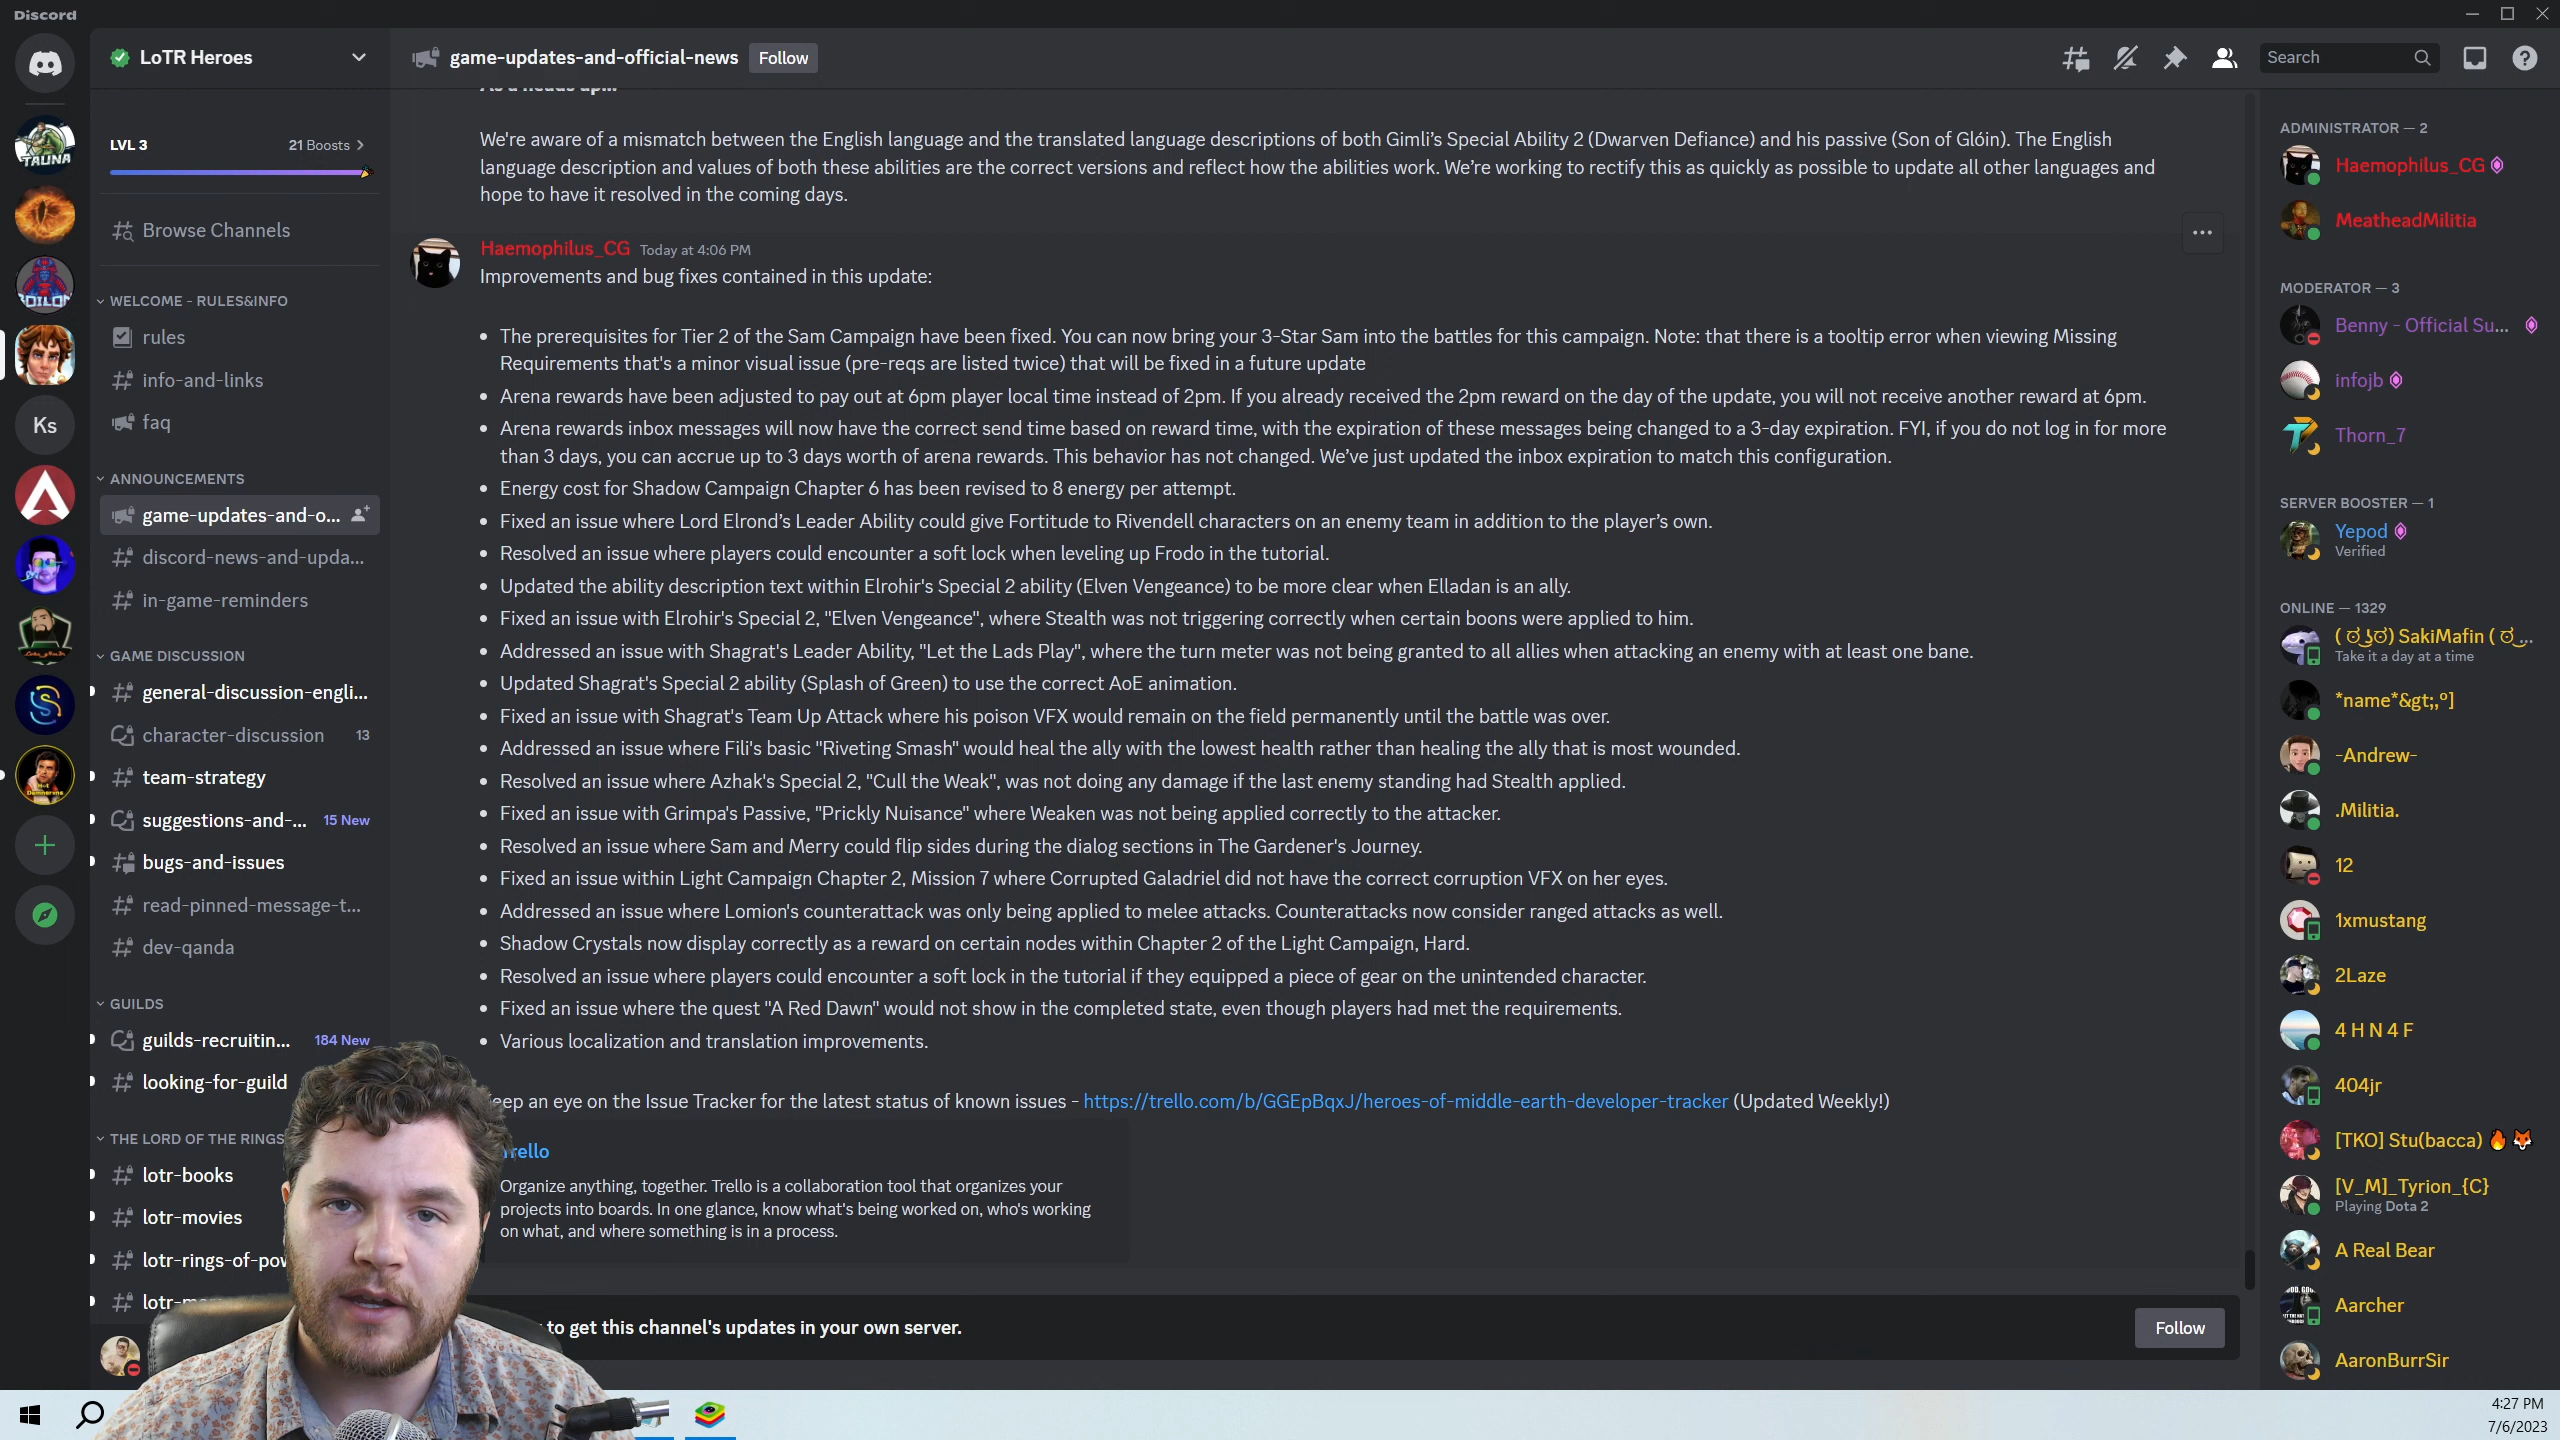 Discord
LoTR Heroes
LVL 3
21 Boosts
Browse Channels
WELCOME - RULES&INFO
rules
info-and-links
faq
ANNOUNCEMENTS
game-updates-and-o...
discord-news-and-upda...
in-game-reminders
GAME DISCUSSION
general-discussion-engli...
character-discussion 13
team-strategy
suggestions-and-... 15 New
bugs-and-issues
read-pinned-message-t...
dev-qanda
GUILDS
guilds-recruitin... 184 New
looking-for-guild
THE LORD OF THE RINGS
lotr-books
lotr-movies
lotr-rings-of-pow
TAUNA
Ks
game-updates-and-official-news Follow
Search
We're aware of a mismatch between the English language and the translated language descriptions of both Gimli’s Special Ability 2 (Dwarven Defiance) and his passive (Son of Glóin). The English
language description and values of both these abilities are the correct versions and reflect how the abilities work. We’re working to rectify this as quickly as possible to update all other languages and
hope to have it resolved in the coming days.
Haemophilus_CG Today at 4:06 PM
Improvements and bug fixes contained in this update:
• The prerequisites for Tier 2 of the Sam Campaign have been fixed. You can now bring your 3-Star Sam into the battles for this campaign. Note: that there is a tooltip error when viewing Missing
Requirements that's a minor visual issue (pre-reqs are listed twice) that will be fixed in a future update
• Arena rewards have been adjusted to pay out at 6pm player local time instead of 2pm. If you already received the 2pm reward on the day of the update, you will not receive another reward at 6pm.
• Arena rewards inbox messages will now have the correct send time based on reward time, with the expiration of these messages being changed to a 3-day expiration. FYI, if you do not log in for more
than 3 days, you can accrue up to 3 days worth of arena rewards. This behavior has not changed. We’ve just updated the inbox expiration to match this configuration.
• Energy cost for Shadow Campaign Chapter 6 has been revised to 8 energy per attempt.
• Fixed an issue where Lord Elrond’s Leader Ability could give Fortitude to Rivendell characters on an enemy team in addition to the player’s own.
• Resolved an issue where players could encounter a soft lock when leveling up Frodo in the tutorial.
• Updated the ability description text within Elrohir's Special 2 ability (Elven Vengeance) to be more clear when Elladan is an ally.
• Fixed an issue with Elrohir's Special 2, "Elven Vengeance", where Stealth was not triggering correctly when certain boons were applied to him.
• Addressed an issue with Shagrat's Leader Ability, "Let the Lads Play", where the turn meter was not being granted to all allies when attacking an enemy with at least one bane.
• Updated Shagrat's Special 2 ability (Splash of Green) to use the correct AoE animation.
• Fixed an issue with Shagrat's Team Up Attack where his poison VFX would remain on the field permanently until the battle was over.
• Addressed an issue where Fili's basic "Riveting Smash" would heal the ally with the lowest health rather than healing the ally that is most wounded.
• Resolved an issue where Azhak's Special 2, "Cull the Weak", was not doing any damage if the last enemy standing had Stealth applied.
• Fixed an issue with Grimpa's Passive, "Prickly Nuisance" where Weaken was not being applied correctly to the attacker.
• Resolved an issue where Sam and Merry could flip sides during the dialog sections in The Gardener's Journey.
• Fixed an issue within Light Campaign Chapter 2, Mission 7 where Corrupted Galadriel did not have the correct corruption VFX on her eyes.
• Addressed an issue where Lomion's counterattack was only being applied to melee attacks. Counterattacks now consider ranged attacks as well.
• Shadow Crystals now display correctly as a reward on certain nodes within Chapter 2 of the Light Campaign, Hard.
• Resolved an issue where players could encounter a soft lock in the tutorial if they equipped a piece of gear on the unintended character.
• Fixed an issue where the quest "A Red Dawn" would not show in the completed state, even though players had met the requirements.
• Various localization and translation improvements.
eep an eye on the Issue Tracker for the latest status of known issues - https://trello.com/b/GGEpBqxJ/heroes-of-middle-earth-developer-tracker (Updated Weekly!)
rello
Organize anything, together. Trello is a collaboration tool that organizes your
projects into boards. In one glance, know what's being worked on, who's working
on what, and where something is in a process.
to get this channel's updates in your own server.
Follow
ADMINISTRATOR — 2
Haemophilus_CG
MeatheadMilitia
MODERATOR — 3
Benny - Official Su...
infojb
Thorn_7
SERVER BOOSTER — 1
Yepod
Verified
ONLINE — 1329
SakiMafin
Take it a day at a time
*name*&gt;,º]
-Andrew-
.Militia.
12
1xmustang
2Laze
4 H N 4 F
404jr
[TKO] Stu(bacca) 🔥 🦊
[V_M]_Tyrion_{C}
Playing Dota 2
A Real Bear
Aarcher
AaronBurrSir
4:27 PM
7/6/2023